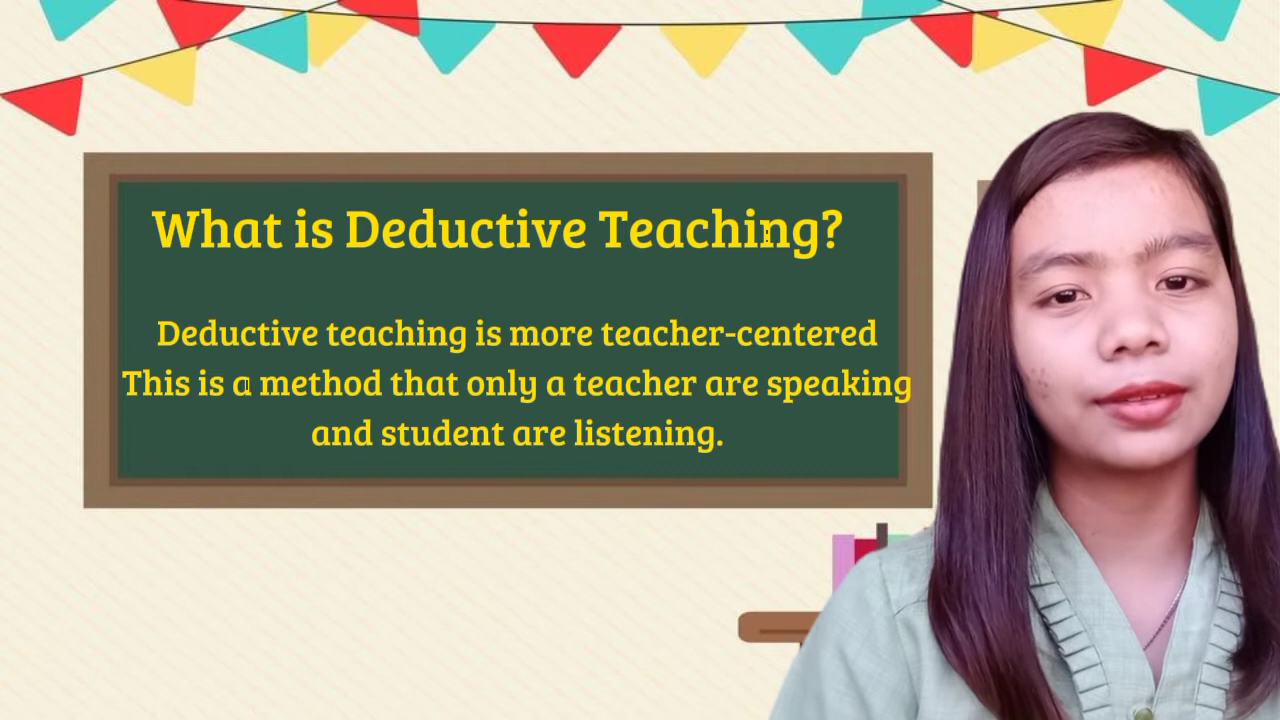 What is Deductive Teaching?
Deductive teaching is more teacher-centered
This is a method that only a teacher are speaking
and student are listening.